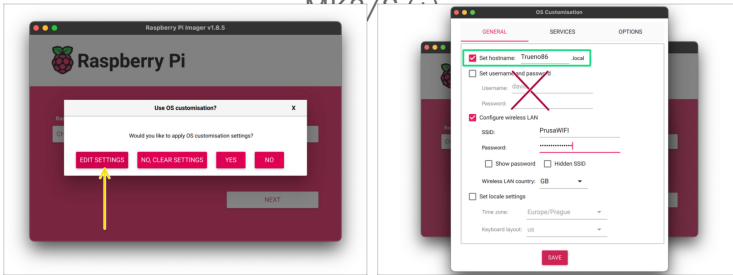 Raspberry Pi Imager v1.8.5
Raspberry Pi
Use OS customisation?
X
Would you like to apply OS customisation settings?
EDIT SETTINGS
NO, CLEAR SETTINGS
YES
NO
NEXT
OS Customisation
GENERAL
SERVICES
OPTIONS
Set hostname: Trueno86 .local
Set username and password
Username:
Password:
Configure wireless LAN
SSID: PrusaWIFI
Password: ••••••••••••••••
Show password
Hidden SSID
Wireless LAN country: GB
Set locale settings
Time zone: Europe/Prague
Keyboard layout: us
SAVE